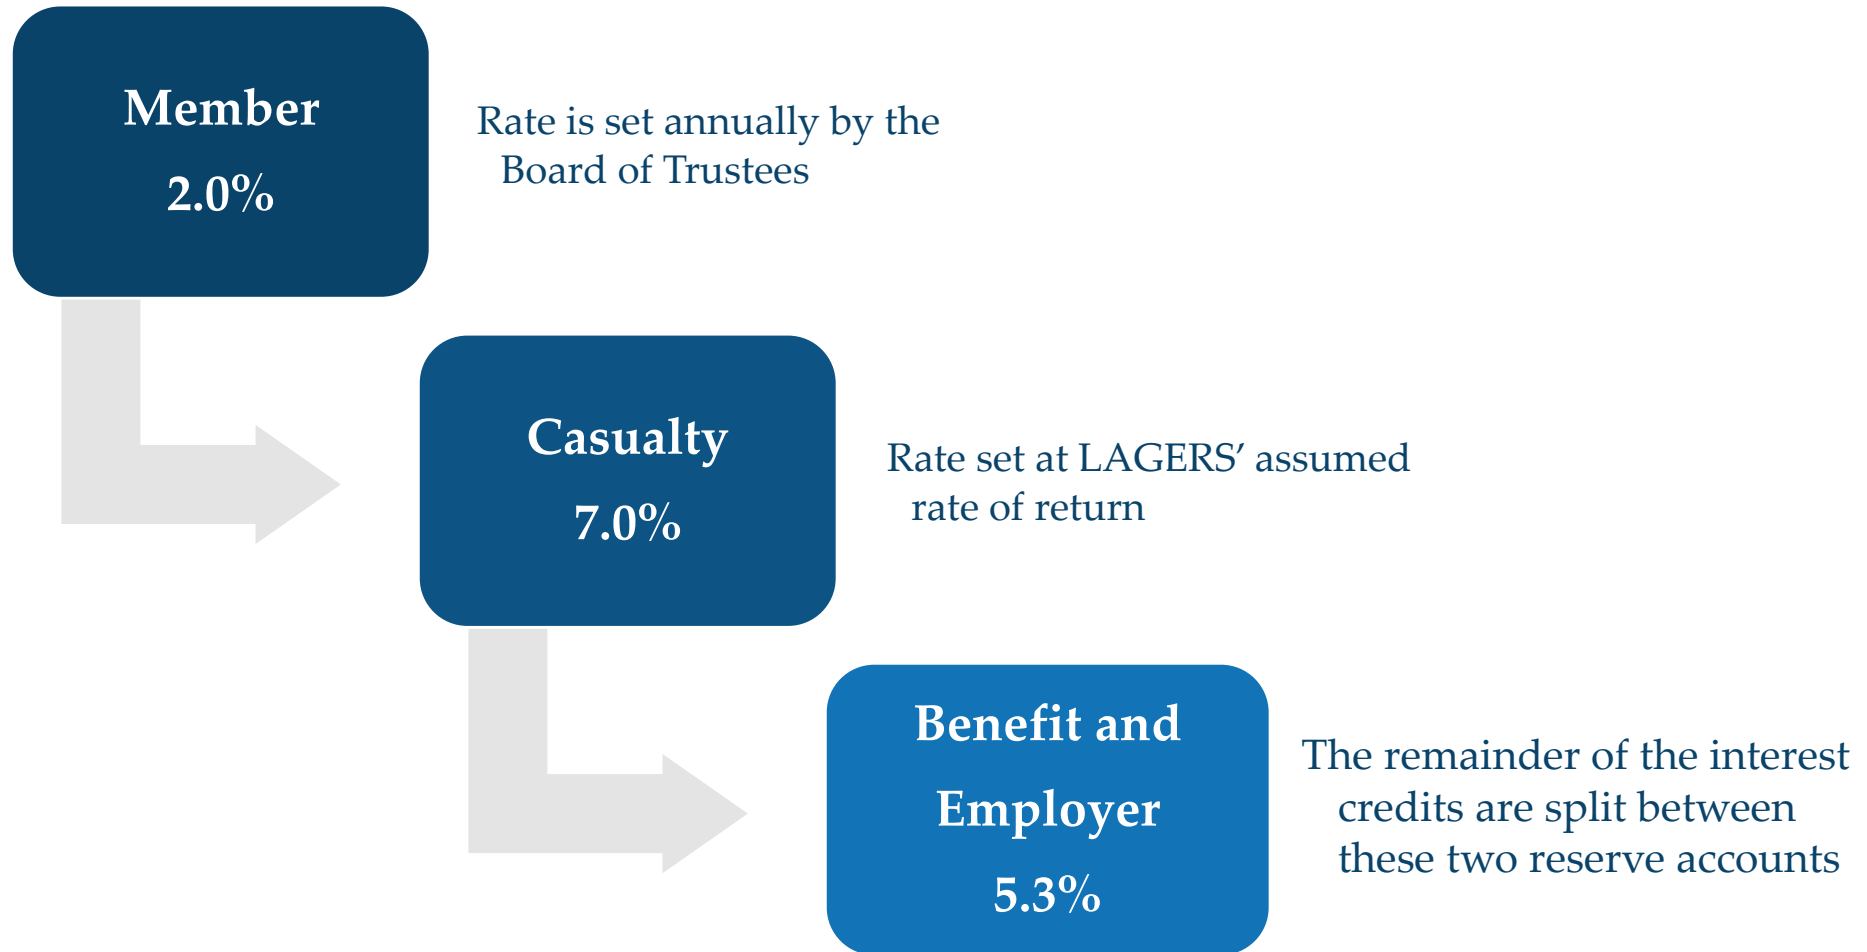 Member
2.0%
Rate is set annually by the
Board of Trustees
Casualty
7.0%
Rate set at LAGERS’ assumed
rate of return
Benefit and
Employer
5.3%
The remainder of the interest
credits are split between
these two reserve accounts